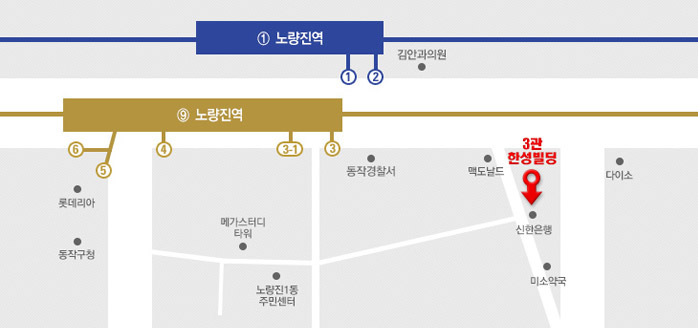 ① 노량진역
김안과의원
1
2
⑨ 노량진역
6
5
4
3-1
3
3관
한성빌딩
동작경찰서
맥도날드
다이소
롯데리아
메가스터디
타워
신한은행
동작구청
노량진1동
주민센터
미소약국